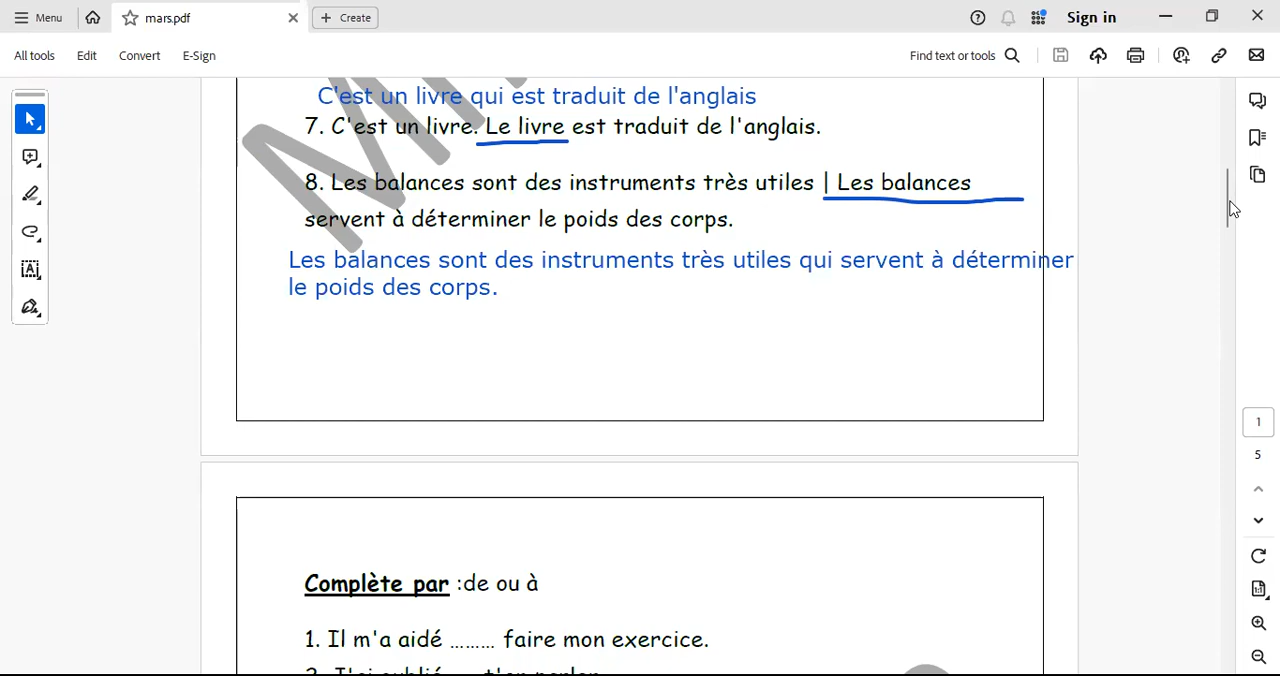 Menu
mars.pdf
Create
Sign in
All tools Edit Convert E-Sign
Find text or tools
C'est un livre qui est traduit de l'anglais
7. C'est un livre. Le livre est traduit de l'anglais.
8. Les balances sont des instruments très utiles | Les balances
servent à déterminer le poids des corps.
Les balances sont des instruments très utiles qui servent à déterminer
le poids des corps.
1
5
Complète par :de ou à
1. Il m'a aidé ......... faire mon exercice.